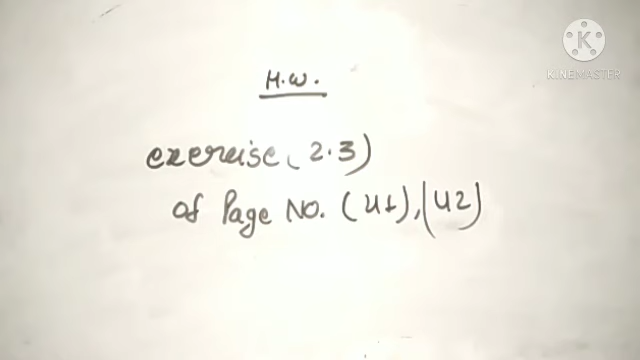 K
KINEMASTER
H.W.
exercise (2.3)
of Page No. (41), (42)